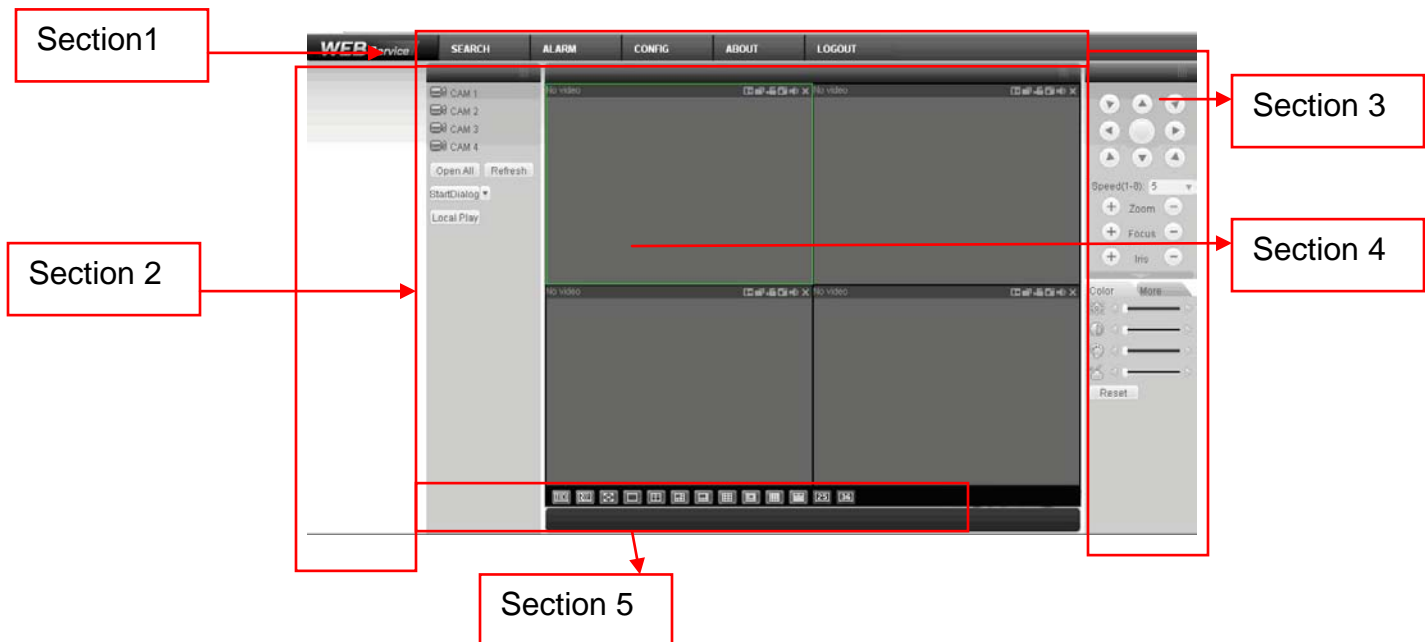 Section1
WEB Service
SEARCH
ALARM
CONFIG
ABOUT
LOGOUT
CAM 1
CAM 2
CAM 3
CAM 4
Open All
Refresh
StartDialog
Local Play
No video
No video
No video
No video
Speed(1-8): 5
Zoom
Focus
Iris
Color
More
Reset
25
36
Section 2
Section 3
Section 4
Section 5